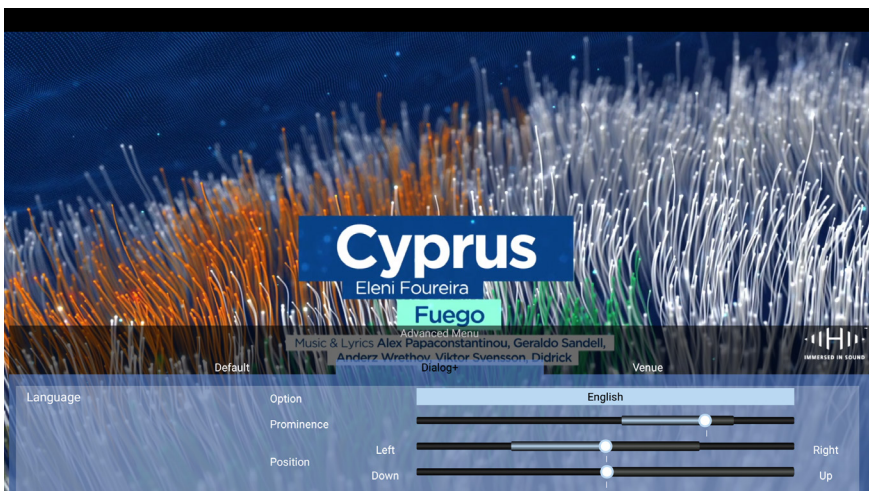 Cyprus
Eleni Foureira
Fuego
Advanced Menu
Music & Lyrics Alex Papaconstantinou, Geraldo Sandell,
Anderz Wrethov, Viktor Svensson, Didrick
IMMERSED IN SOUND
Default Dialog+ Venue
Language Option English
Prominence
Position Left Right
Down Up